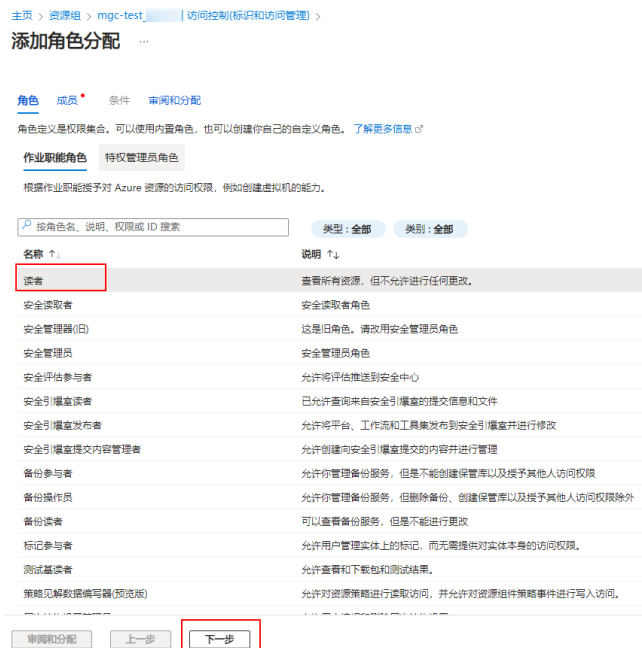 主页 > 资源组 > mgc-test_ | 访问控制(标识和访问管理) >
添加角色分配 ...
角色 成员 条件 审阅和分配
角色定义是权限集合。可以使用内置角色，也可以创建你自己的自定义角色。 了解更多信息
作业职能角色 特权管理员角色
根据作业职能授予对 Azure 资源的访问权限，例如创建虚拟机的能力。
按角色名、说明、权限或 ID 搜索 类型 : 全部 类别 : 全部
名称 ↑↓ 说明 ↑↓
读者 查看所有资源，但不允许进行任何更改。
安全读取者 安全读取者角色
安全管理器(旧) 这是旧角色。请改用安全管理员角色
安全管理员 安全管理员角色
安全评估参与者 允许将评估推送到安全中心
安全引爆室读者 已允许查询来自安全引爆室的提交信息和文件
安全引爆室发布者 允许将平台、工作流和工具集发布到安全引爆室并进行修改
安全引爆室提交内容管理者 允许创建向安全引爆室提交的内容并进行管理
备份参与者 允许你管理备份服务，但是不能创建保管库以及授予其他人访问权限
备份操作员 允许你管理备份服务，但删除备份、创建保管库以及授予其他人访问权限除外
备份读者 可以查看备份服务，但是不能进行更改
标记参与者 允许用户管理实体上的标记，而无需提供对实体本身的访问权限。
测试基读者 允许查看和下载包和测试结果。
策略见解数据编写器(预览版) 允许对资源策略进行读取访问，并允许对资源组件策略事件进行写入访问。
审阅和分配 上一步 下一步